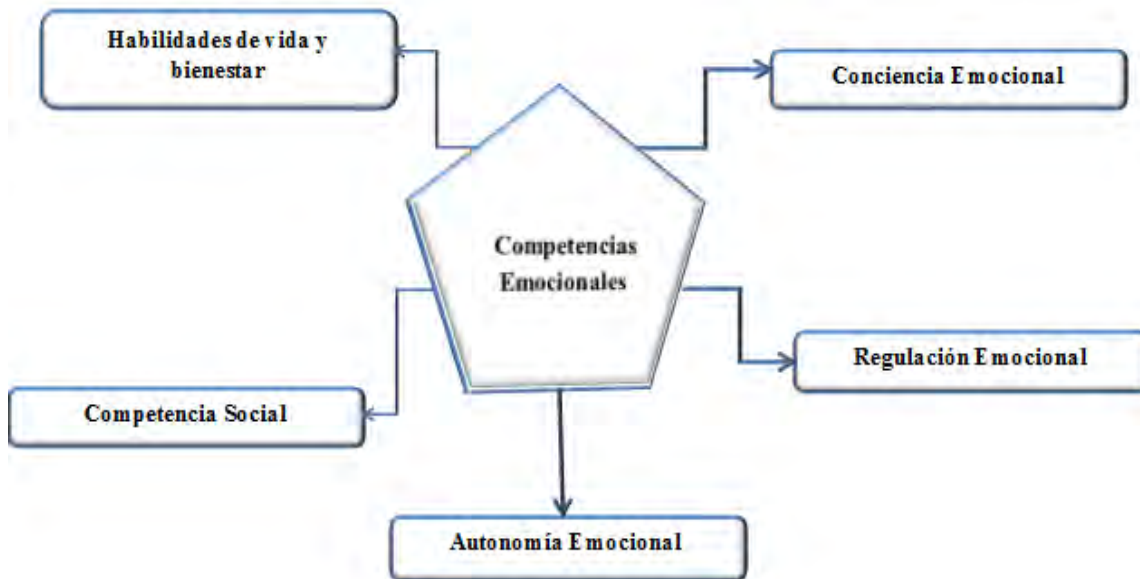 Habilidades de vida y
bienestar
Conciencia Emocional
Competencias
Emocionales
Regulación Emocional
Competencia Social
Autonomía Emocional